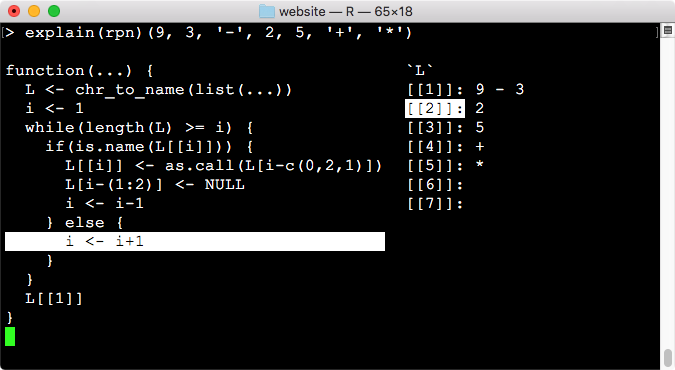 website — R — 65×18
> explain(rpn)(9, 3, '-', 2, 5, '+', '*')
function(...) {
  L <- chr_to_name(list(...))
  i <- 1
  while(length(L) >= i) {
    if(is.name(L[[i]])) {
      L[[i]] <- as.call(L[i-c(0,2,1)])
      L[i-(1:2)] <- NULL
      i <- i-1
    } else {
      i <- i+1
    }
  }
  L[[1]]
}
`L`
[[1]]: 9 - 3
[[2]]: 2
[[3]]: 5
[[4]]: +
[[5]]: *
[[6]]:
[[7]]: